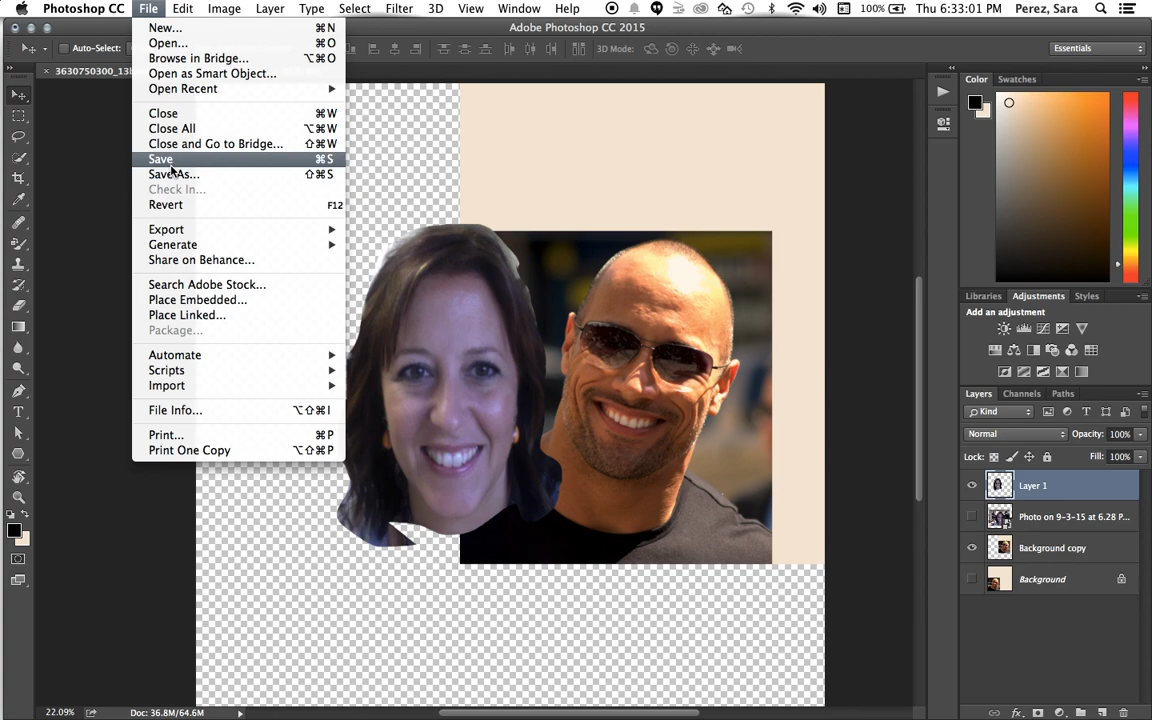 Photoshop CC File Edit Image Layer Type Select Filter 3D View Window Help 100% Thu 6:33:01 PM Perez, Sara
Adobe Photoshop CC 2015
Auto-Select: 3D Mode: Essentials
3630750300_13
New... ⌘N
Open... ⌘O
Browse in Bridge... ⌥⌘O
Open as Smart Object...
Open Recent ▶
Close ⌘W
Close All ⌥⌘W
Close and Go to Bridge... ⇧⌘W
Save ⌘S
Save As... ⇧⌘S
Check In...
Revert F12
Export ▶
Generate ▶
Share on Behance...
Search Adobe Stock...
Place Embedded...
Place Linked...
Package...
Automate ▶
Scripts ▶
Import ▶
File Info... ⌥⇧⌘I
Print... ⌘P
Print One Copy ⌥⇧⌘P
Color Swatches
Libraries Adjustments Styles
Add an adjustment
Layers Channels Paths
Kind
Normal Opacity: 100%
Lock: Fill: 100%
Layer 1
Photo on 9-3-15 at 6.28 P...
Background copy
Background
fx
22.09% Doc: 36.8M/64.6M